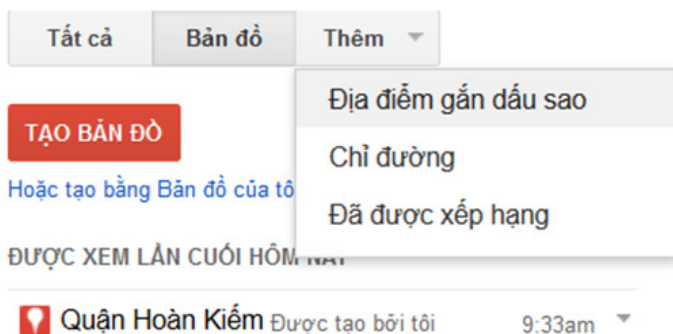 Tất cả Bản đồ Thêm
Địa điểm gắn dấu sao
TẠO BẢN ĐỒ
Chỉ đường
Hoặc tạo bằng Bản đồ của
Đã được xếp hạng
ĐƯỢC XEM LẦN CUỐI HÔM NAY
Quận Hoàn Kiếm Được tạo bởi tôi 9:33am